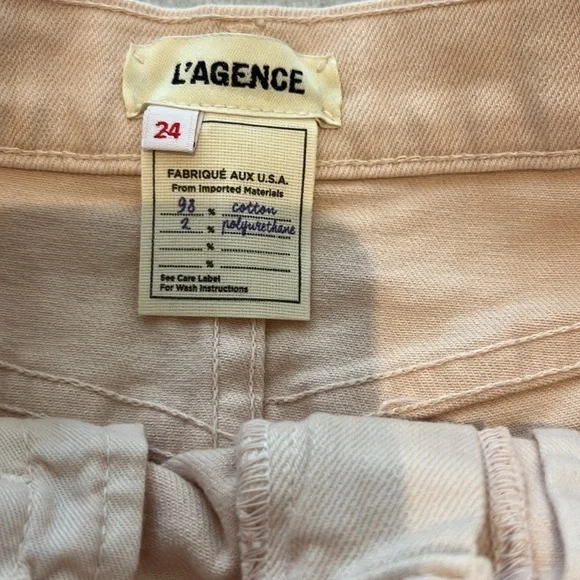 L'AGENCE
24
FABRIQUÉ AUX U.S.A.
From Imported Materials
98 % cotton
2 % polyurethane
%
%
See Care Label
For Wash Instructions